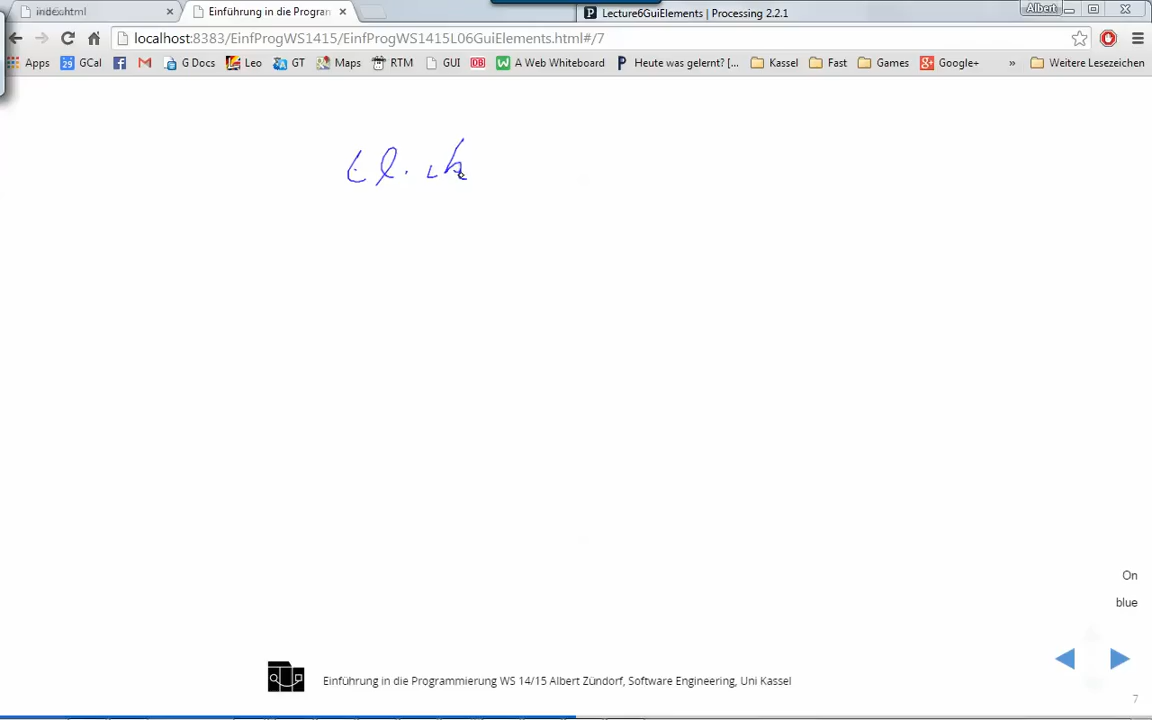 index.html
Einführung in die Program
Lecture6GuiElements | Processing 2.2.1
Albert
localhost:8383/EinfProgWS1415/EinfProgWS1415L06GuiElements.html#/7
Apps GCal G Docs Leo GT Maps RTM GUI DB A Web Whiteboard Heute was gelernt? [... Kassel Fast Games Google+ » Weitere Lesezeichen
On
blue
Einführung in die Programmierung WS 14/15 Albert Zündorf, Software Engineering, Uni Kassel
7